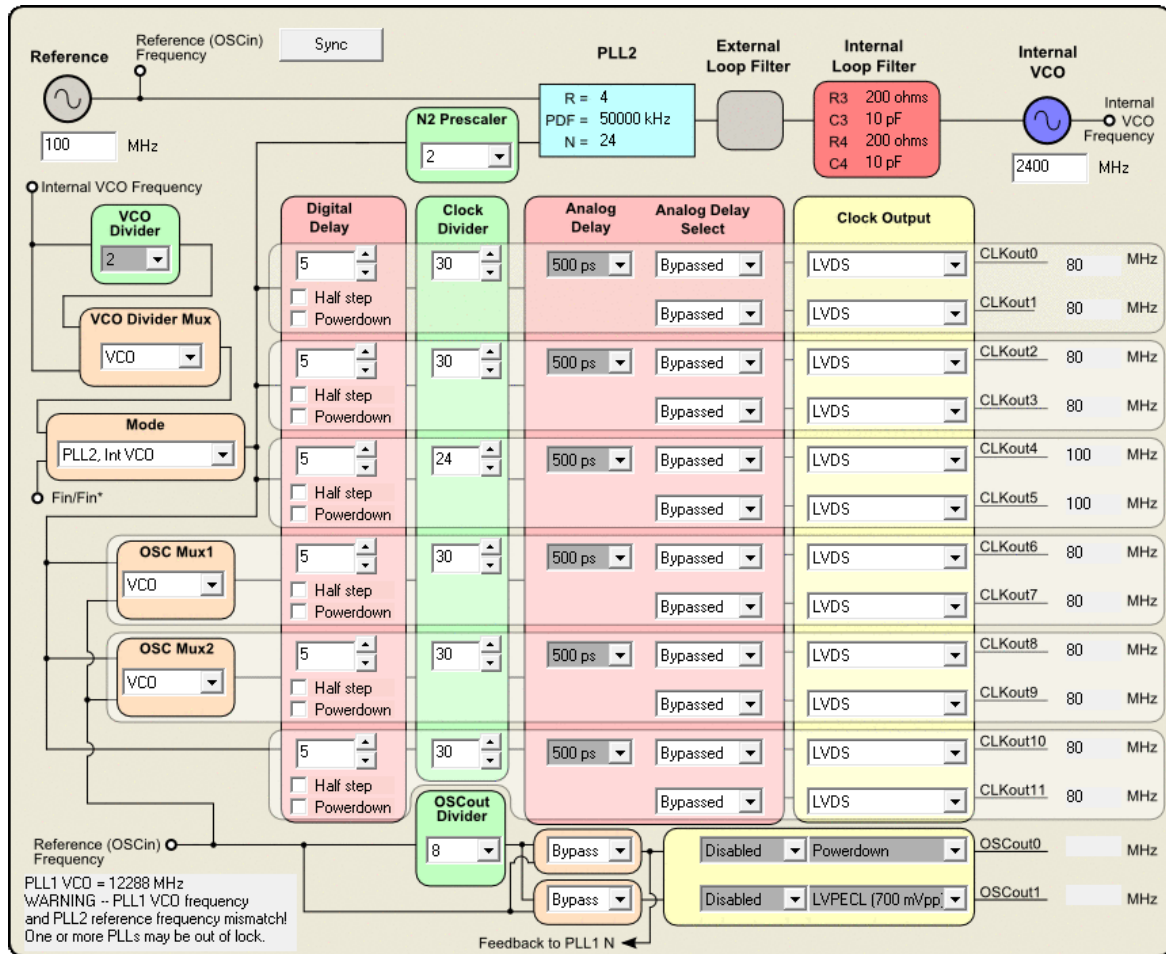 Reference
Reference (OSCin)
Frequency
Sync
100 MHz
N2 Prescaler
2
PLL2
R = 4
PDF = 50000 kHz
N = 24
External
Loop Filter
Internal
Loop Filter
R3 200 ohms
C3 10 pF
R4 200 ohms
C4 10 pF
Internal
VCO
Internal
VCO
Frequency
2400 MHz
Internal VCO Frequency
VCO
Divider
2
VCO Divider Mux
VCO
Mode
PLL2, Int VCO
Fin/Fin*
OSC Mux1
VCO
OSC Mux2
VCO
Digital
Delay
Clock
Divider
Analog
Delay
Analog Delay
Select
Clock Output
5 30 500 ps Bypassed LVDS CLKout0 80 MHz
Half step
Powerdown
Bypassed LVDS CLKout1 80 MHz
5 30 500 ps Bypassed LVDS CLKout2 80 MHz
Half step
Powerdown
Bypassed LVDS CLKout3 80 MHz
5 24 500 ps Bypassed LVDS CLKout4 100 MHz
Half step
Powerdown
Bypassed LVDS CLKout5 100 MHz
5 30 500 ps Bypassed LVDS CLKout6 80 MHz
Half step
Powerdown
Bypassed LVDS CLKout7 80 MHz
5 30 500 ps Bypassed LVDS CLKout8 80 MHz
Half step
Powerdown
Bypassed LVDS CLKout9 80 MHz
5 30 500 ps Bypassed LVDS CLKout10 80 MHz
Half step
Powerdown
Bypassed LVDS CLKout11 80 MHz
OSCout
Divider
8
Reference (OSCin)
Frequency
Bypass Disabled Powerdown OSCout0 MHz
Bypass Disabled LVPECL (700 mVpp) OSCout1 MHz
PLL1 VCO = 12288 MHz
WARNING -- PLL1 VCO frequency
and PLL2 reference frequency mismatch!
One or more PLLs may be out of lock.
Feedback to PLL1 N